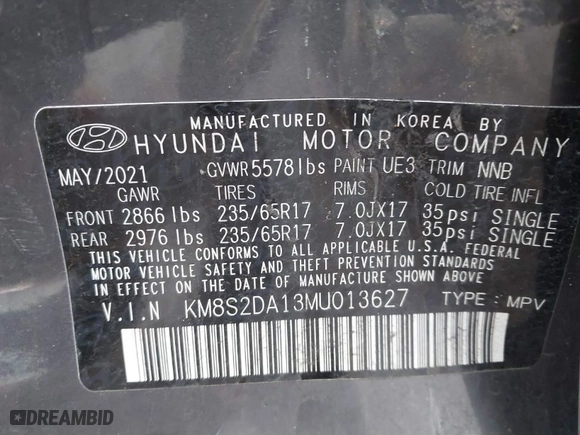 MANUFACTURED IN KOREA BY
HYUNDAI MOTOR COMPANY
MAY/2021 GVWR 5578lbs PAINT UE3 TRIM NNB
GAWR TIRES RIMS COLD TIRE INFL
FRONT 2866 lbs 235/65R17 7.0JX17 35psi SINGLE
REAR 2976 lbs 235/65R17 7.0JX17 35psi SINGLE
THIS VEHICLE CONFORMS TO ALL APPLICABLE U.S.A. FEDERAL
MOTOR VEHICLE SAFETY AND THEFT PREVENTION STANDARDS
IN EFFECT ON THE DATE OF MANUFACTURE SHOWN ABOVE.
V.I.N KM8S2DA13MU013627 TYPE : MPV
DREAMBID